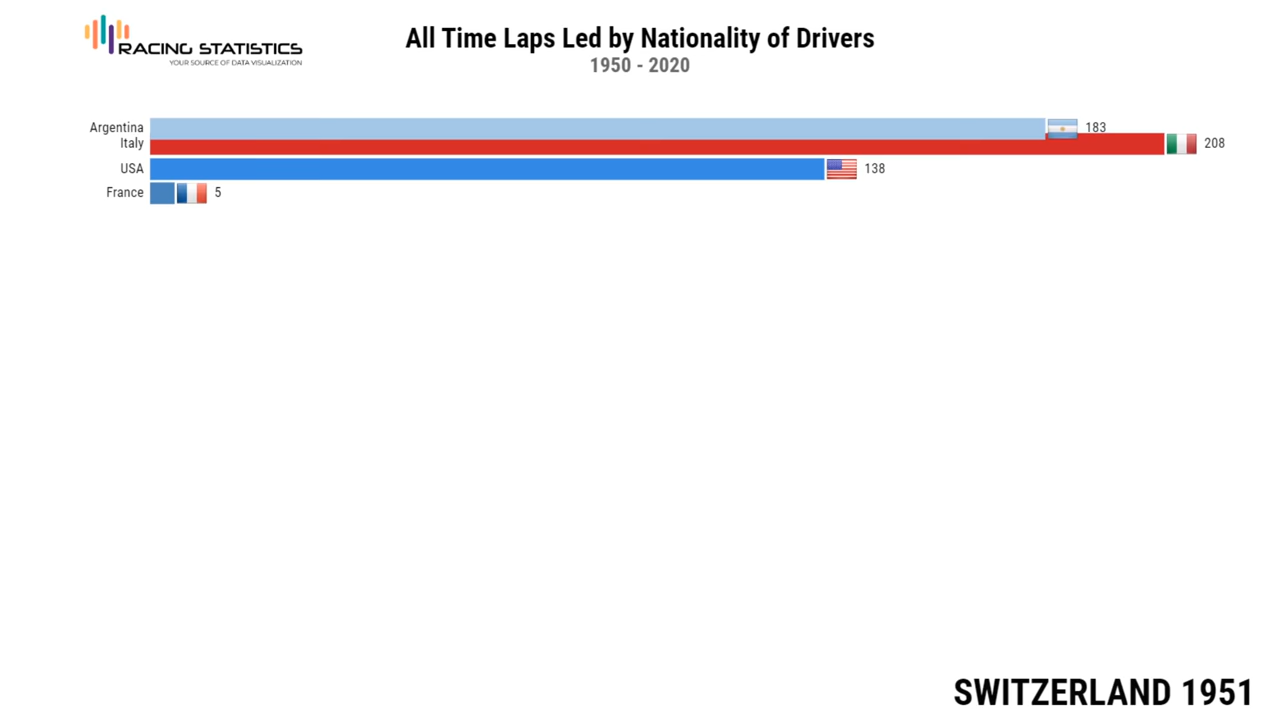 RACING STATISTICS
YOUR SOURCE OF DATA VISUALIZATION
All Time Laps Led by Nationality of Drivers
1950 - 2020
Argentina 183
Italy 208
USA 138
France 5
SWITZERLAND 1951